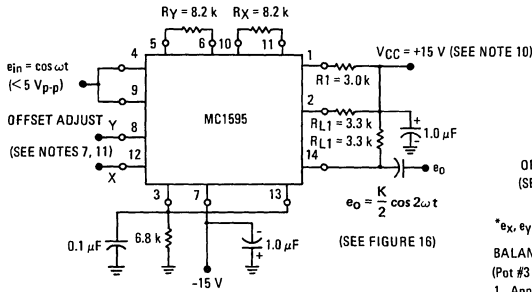 RY = 8.2 k
RX = 8.2 k
5
6
10
11
ein = cos ωt
(<5 Vp-p)
4
9
1
VCC = +15 V (SEE NOTE 10)
R1 = 3.0 k
2
MC1595
RL1 = 3.3 k
RL1 = 3.3 k
+
-
1.0 µF
OFFSET ADJUST
Y
8
(SEE NOTES 7, 11)
12
X
14
eo
3
7
13
eo = K/2 cos 2ωt
0.1 µF
6.8 k
-
+
1.0 µF
(SEE FIGURE 16)
-15 V
(SE
*eX, eY
BALAN
(Pot #3